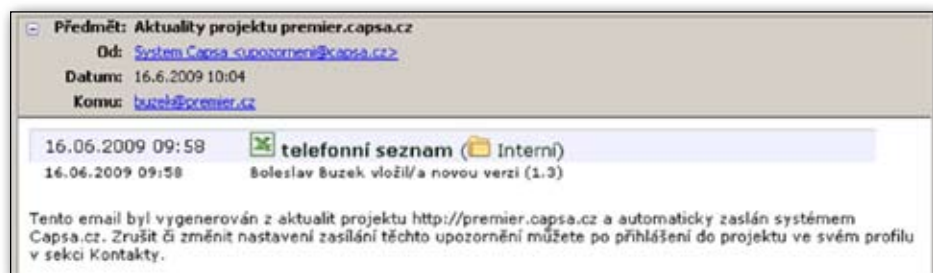 Předmět: Aktuality projektu premier.capsa.cz
Od: System Capsa <upozorneni@capsa.cz>
Datum: 16.6.2009 10:04
Komu: buzek@premier.cz
16.06.2009 09:58 telefonní seznam (Interní)
16.06.2009 09:58 Boleslav Buzek vložil/a novou verzi (1.3)
Tento email byl vygenerován z aktualit projektu http://premier.capsa.cz a automaticky zaslán systémem
Capsa.cz. Zrušit či změnit nastavení zasílání těchto upozornění můžete po přihlášení do projektu ve svém profilu
v sekci Kontakty.